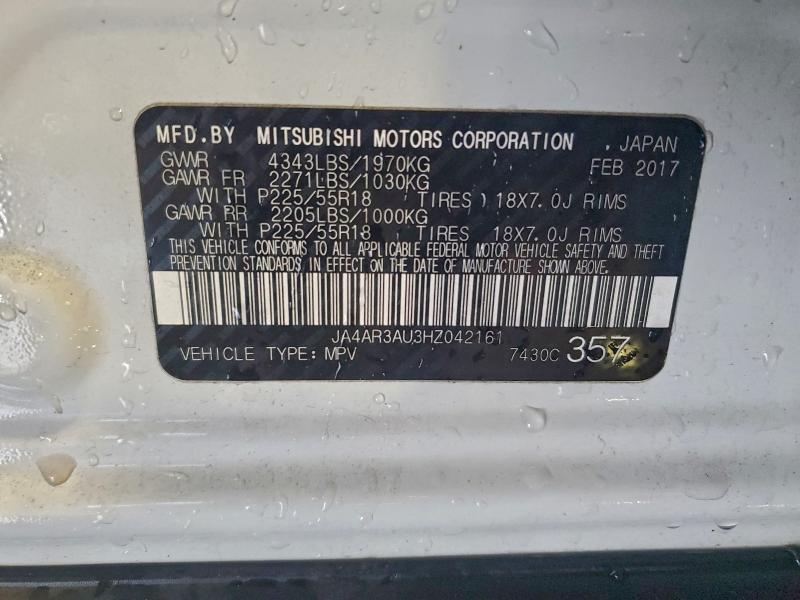 MFD.BY MITSUBISHI MOTORS CORPORATION . JAPAN
GVWR 4343LBS/1970KG FEB 2017
GAWR FR 2271LBS/1030KG
WITH P225/55R18 TIRES 18X7.0J RIMS
GAWR RR 2205LBS/1000KG
WITH P225/55R18 TIRES 18X7.0J RIMS
THIS VEHICLE CONFORMS TO ALL APPLICABLE FEDERAL MOTOR VEHICLE SAFETY AND THEFT
PREVENTION STANDARDS IN EFFECT ON THE DATE OF MANUFACTURE SHOWN ABOVE.
JA4AR3AU3HZ042161
VEHICLE TYPE: MPV 7430C 357